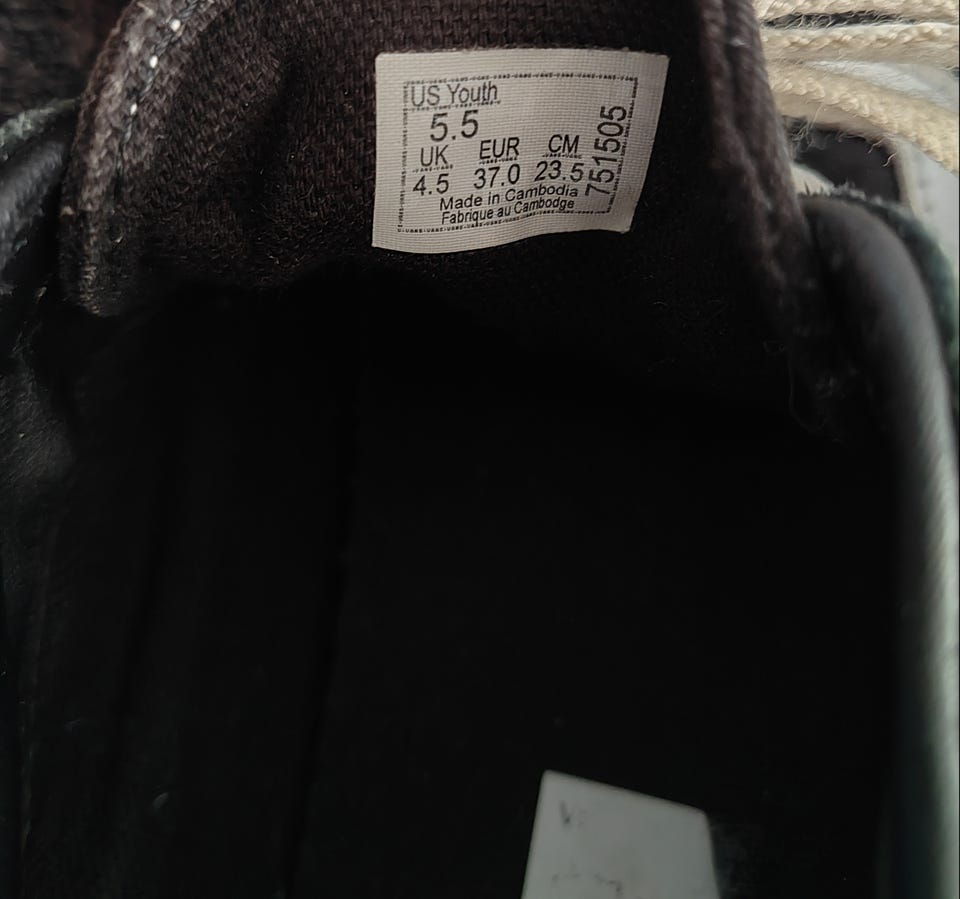 US Youth
5.5
UK EUR CM
4.5 37.0 23.5
Made in Cambodia
Fabrique au Cambodge
751505